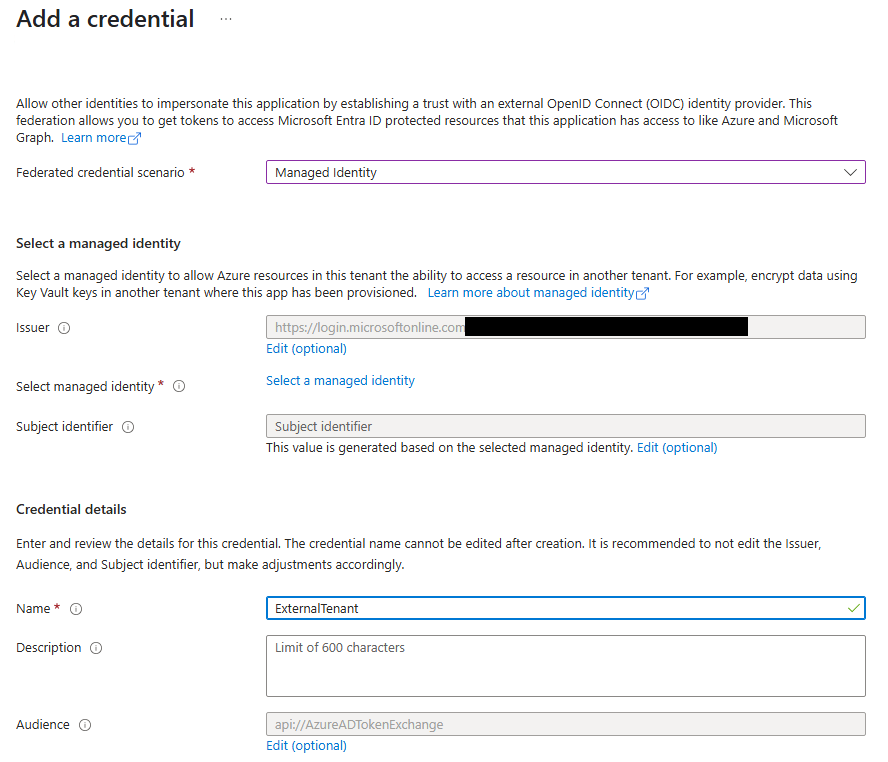 Add a credential ...
Allow other identities to impersonate this application by establishing a trust with an external OpenID Connect (OIDC) identity provider. This
federation allows you to get tokens to access Microsoft Entra ID protected resources that this application has access to like Azure and Microsoft
Graph. Learn more
Federated credential scenario *
Managed Identity
Select a managed identity
Select a managed identity to allow Azure resources in this tenant the ability to access a resource in another tenant. For example, encrypt data using
Key Vault keys in another tenant where this app has been provisioned. Learn more about managed identity
Issuer
https://login.microsoftonline.com
Edit (optional)
Select managed identity *
Select a managed identity
Subject identifier
Subject identifier
This value is generated based on the selected managed identity. Edit (optional)
Credential details
Enter and review the details for this credential. The credential name cannot be edited after creation. It is recommended to not edit the Issuer,
Audience, and Subject identifier, but make adjustments accordingly.
Name *
ExternalTenant
Description
Limit of 600 characters
Audience
api://AzureADTokenExchange
Edit (optional)